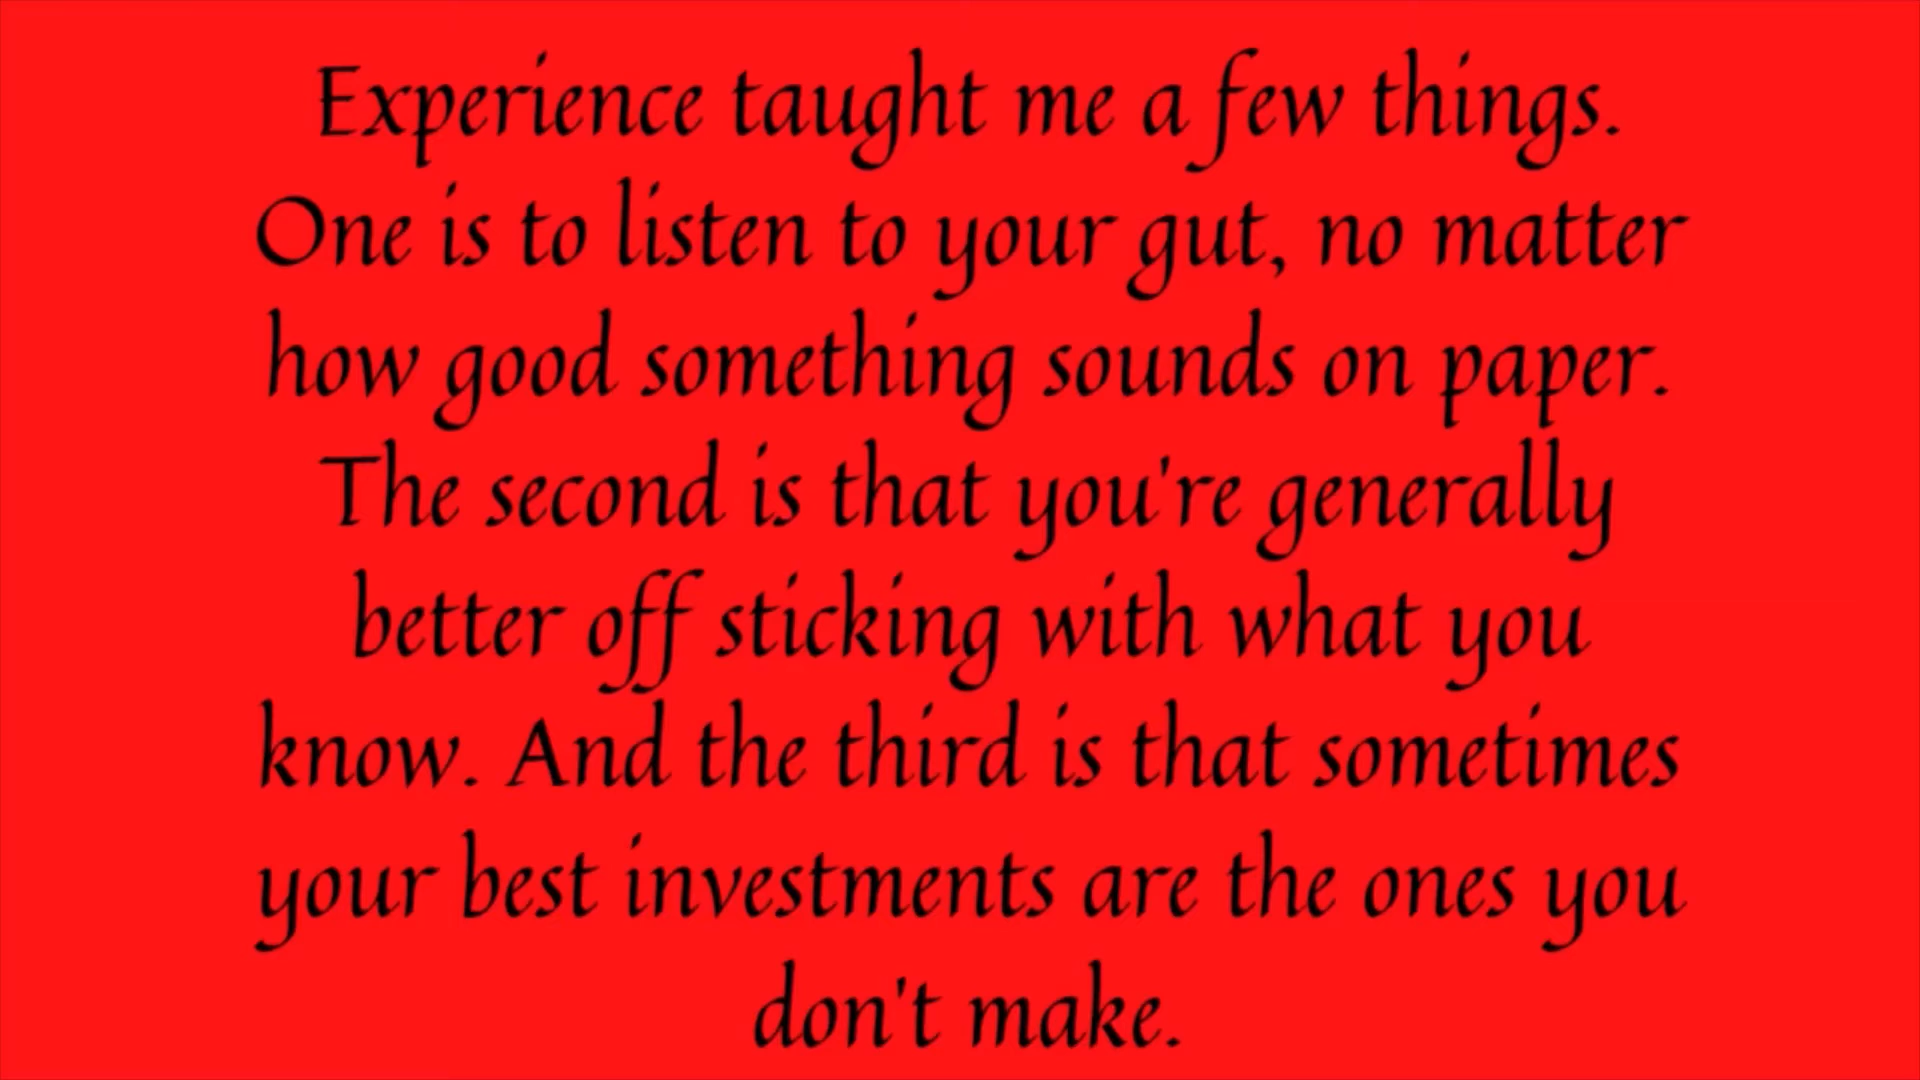 Experience taught me a few things.
One is to listen to your gut, no matter
how good something sounds on paper.
The second is that you're generally
better off sticking with what you
know. And the third is that sometimes
your best investments are the ones you
don't make.